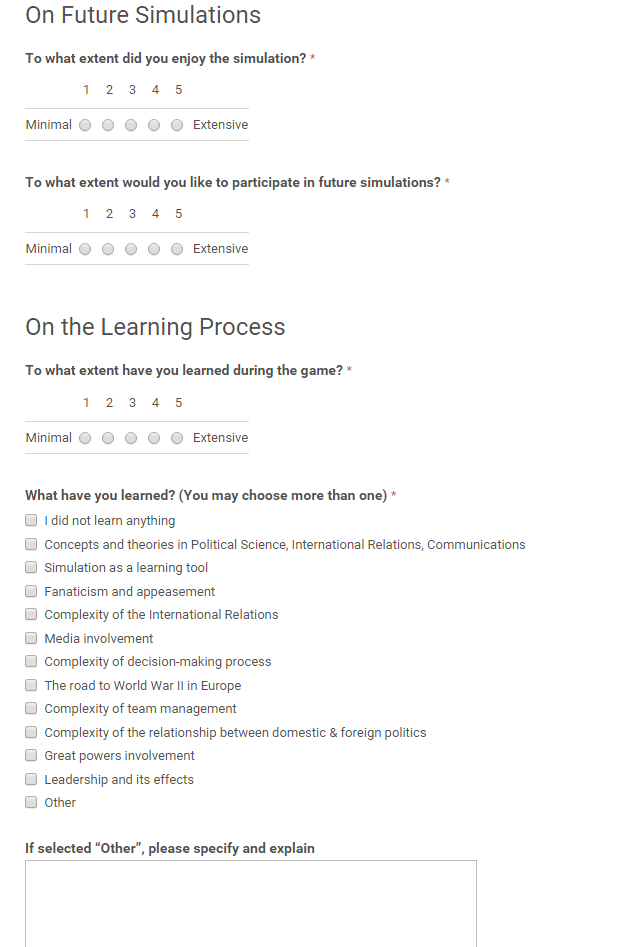 On Future Simulations
To what extent did you enjoy the simulation? *
1 2 3 4 5
Minimal Extensive
To what extent would you like to participate in future simulations? *
1 2 3 4 5
Minimal Extensive
On the Learning Process
To what extent have you learned during the game? *
1 2 3 4 5
Minimal Extensive
What have you learned? (You may choose more than one) *
I did not learn anything
Concepts and theories in Political Science, International Relations, Communications
Simulation as a learning tool
Fanaticism and appeasement
Complexity of the International Relations
Media involvement
Complexity of decision-making process
The road to World War II in Europe
Complexity of team management
Complexity of the relationship between domestic & foreign politics
Great powers involvement
Leadership and its effects
Other
If selected “Other”, please specify and explain